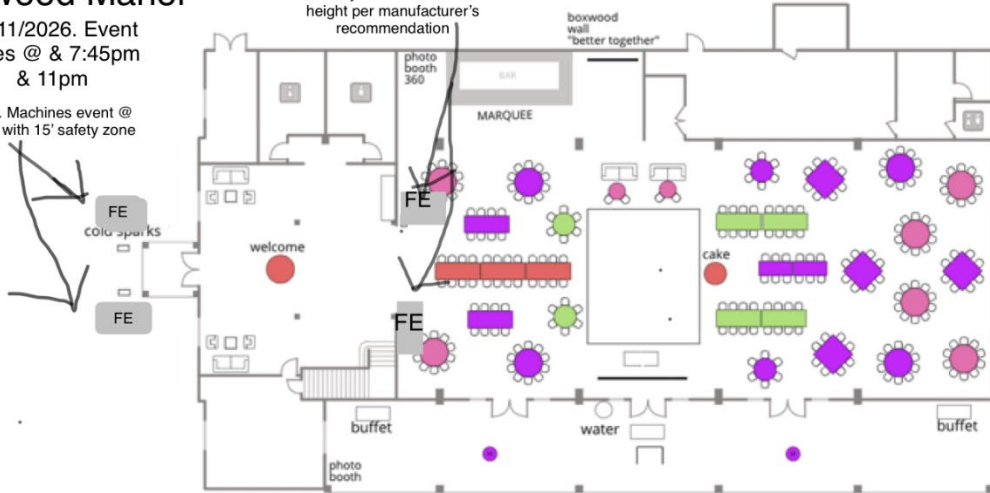 11/2026. Event
@ & 7:45pm
& 11pm
. Machines event @
with 15' safety zone
height per manufacturer's
recommendation
boxwood
wall
"better together"
photo
booth
360
BAR
MARQUEE
FE
cold sparks
FE
welcome
FE
FE
cake
buffet
water
buffet
photo
booth